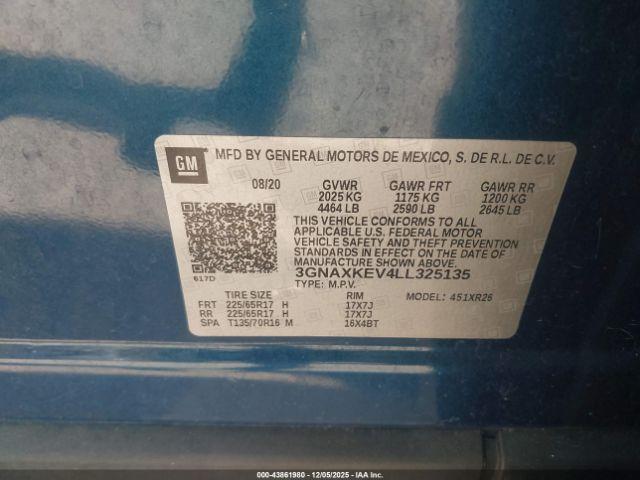 GM
MFD BY GENERAL MOTORS DE MEXICO, S. DE R.L. DE C.V.
08/20 GVWR GAWR FRT GAWR RR
2025 KG 1175 KG 1200 KG
4464 LB 2590 LB 2645 LB
THIS VEHICLE CONFORMS TO ALL
APPLICABLE U.S. FEDERAL MOTOR
VEHICLE SAFETY AND THEFT PREVENTION
STANDARDS IN EFFECT ON THE DATE OF
MANUFACTURE SHOWN ABOVE.
3GNAXKEV4LL325135
617D TYPE: M.P.V.
TIRE SIZE RIM MODEL: 451XR26
FRT 225/65R17 H 17X7J
RR 225/65R17 H 17X7J
SPA T135/70R16 M 16X4BT
000-43861980 - 12/05/2025 - IAA Inc.